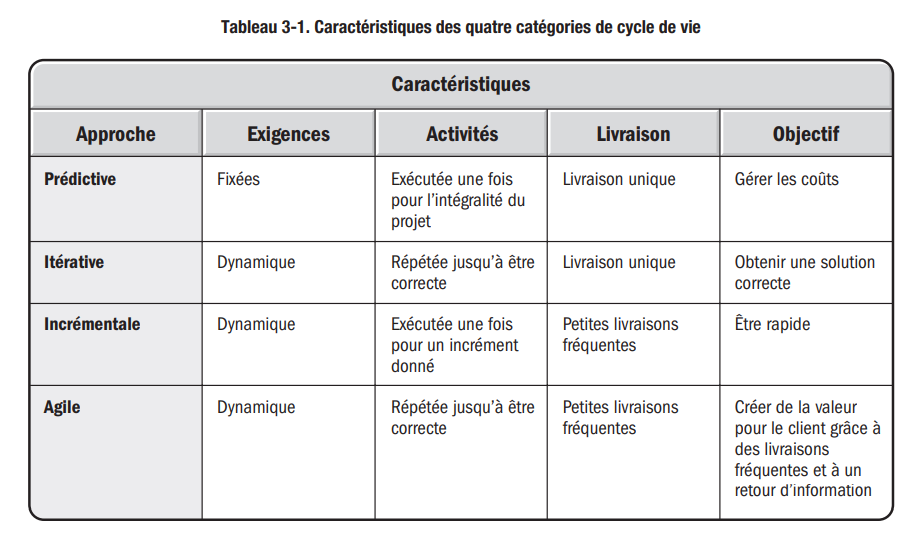 Tableau 3-1. Caractéristiques des quatre catégories de cycle de vie
Caractéristiques
Approche Exigences Activités Livraison Objectif
Prédictive Fixées Exécutée une fois Livraison unique Gérer les coûts
pour l'intégralité du
projet
Itérative Dynamique Répétée jusqu'à être Livraison unique Obtenir une solution
correcte correcte
Incrémentale Dynamique Exécutée une fois Petites livraisons Être rapide
pour un incrément fréquentes
donné
Agile Dynamique Répétée jusqu'à être Petites livraisons Créer de la valeur
correcte fréquentes pour le client grâce à
des livraisons
fréquentes et à un
retour d'information